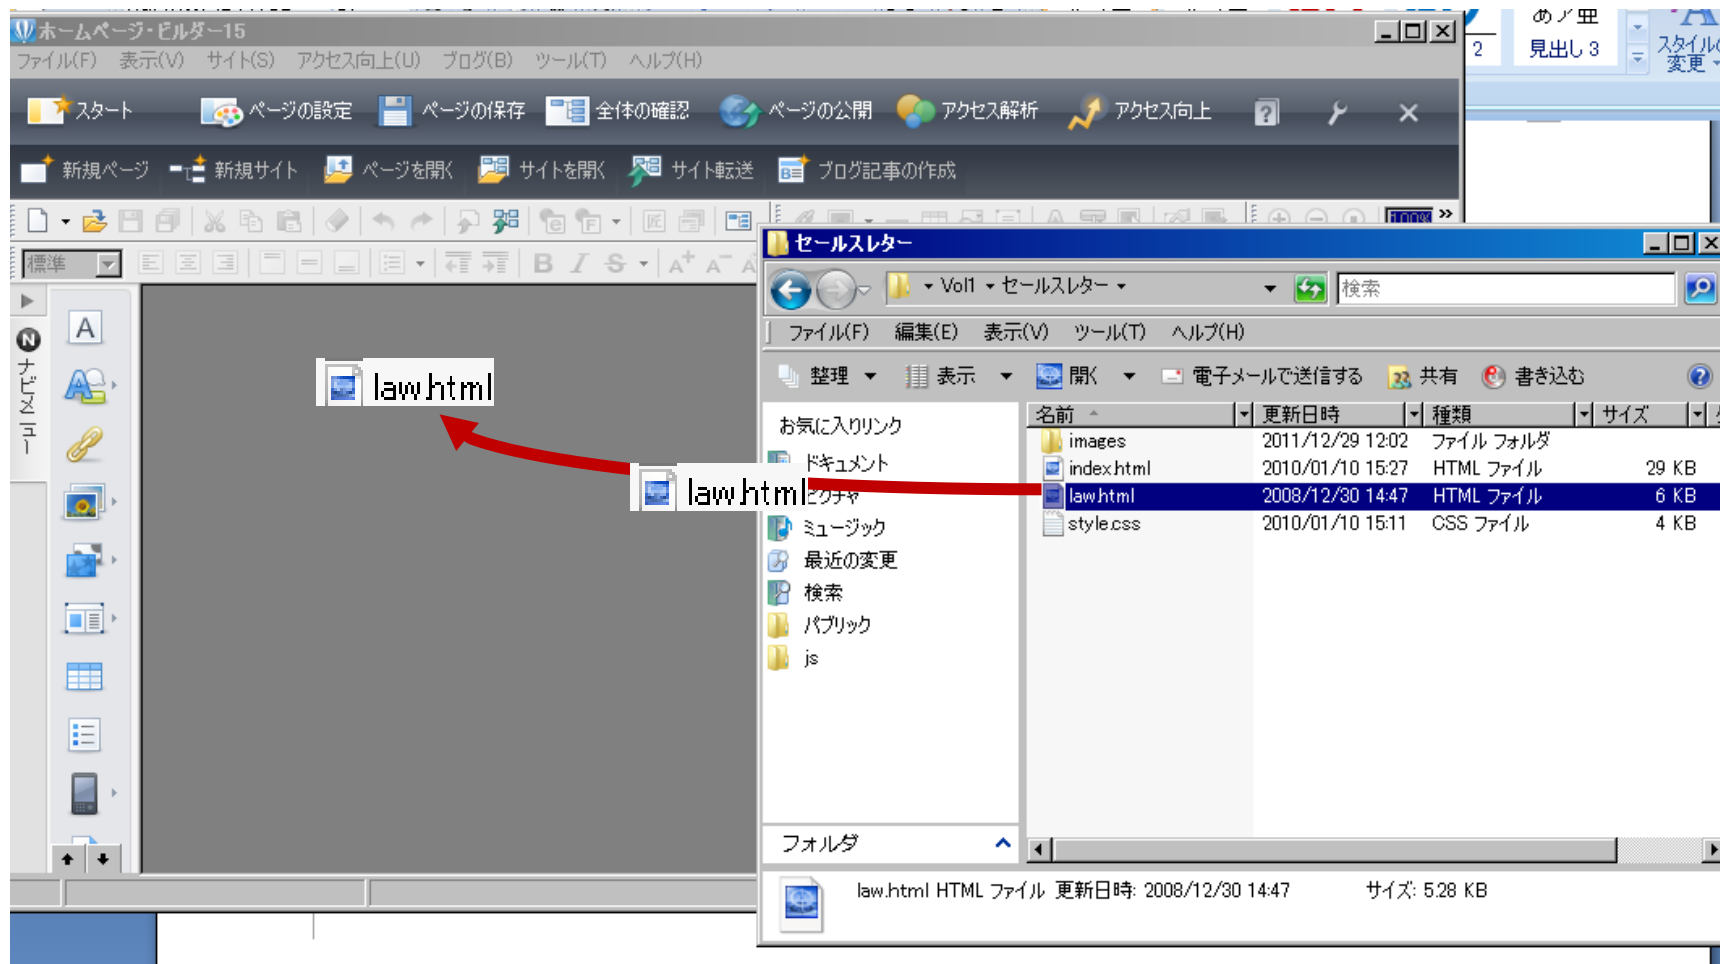 あア亜
2
見出し 3
スタイルの
変更
ホームページ・ビルダー15
ファイル(F) 表示(V) サイト(S) アクセス向上(U) ブログ(B) ツール(T) ヘルプ(H)
スタート ページの設定 ページの保存 全体の確認 ページの公開 アクセス解析 アクセス向上
新規ページ 新規サイト ページを開く サイトを開く サイト転送 ブログ記事の作成
100%
標準
ナビメニュー
law.html
law.html
セールスレター
Vol1 セールスレター
検索
ファイル(F) 編集(E) 表示(V) ツール(T) ヘルプ(H)
整理 表示 開く 電子メールで送信する 共有 書き込む
お気に入りリンク
ドキュメント
ピクチャ
ミュージック
最近の変更
検索
パブリック
js
フォルダ
名前 更新日時 種類 サイズ
images 2011/12/29 12:02 ファイル フォルダ
index.html 2010/01/10 15:27 HTML ファイル 29 KB
law.html 2008/12/30 14:47 HTML ファイル 6 KB
style.css 2010/01/10 15:11 CSS ファイル 4 KB
law.html HTML ファイル 更新日時: 2008/12/30 14:47 サイズ: 5.28 KB